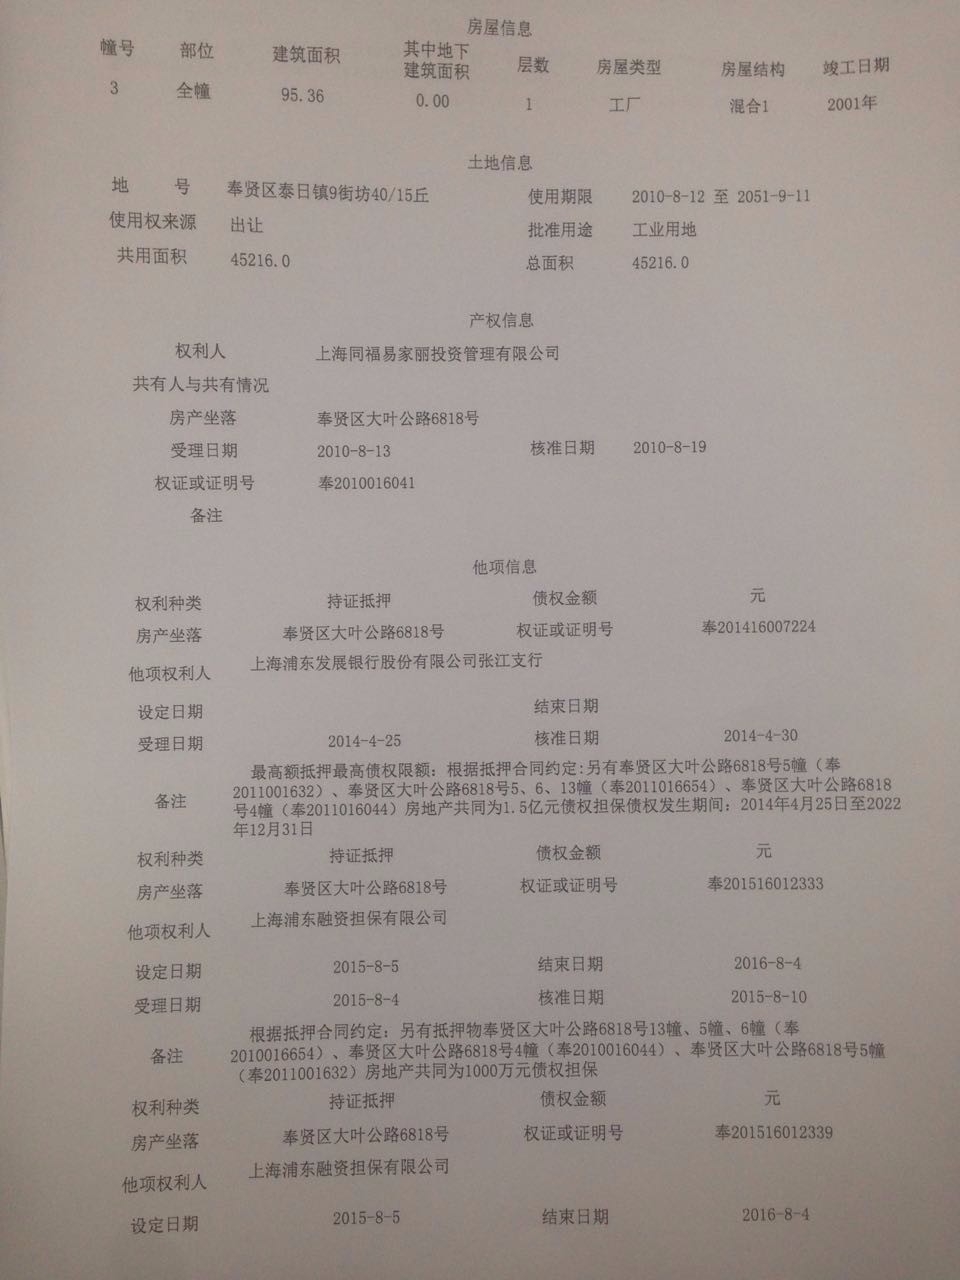 房屋信息
幢号 部位 建筑面积 其中地下建筑面积 层数 房屋类型 房屋结构 竣工日期
3 全幢 95.36 0.00 1 工厂 混合1 2001年
土地信息
地 号 奉贤区泰日镇9街坊40/15丘 使用期限 2010-8-12 至 2051-9-11
使用权来源 出让 批准用途 工业用地
共用面积 45216.0 总面积 45216.0
产权信息
权利人 上海同福易家丽投资管理有限公司
共有人与共有情况
房产坐落 奉贤区大叶公路6818号
受理日期 2010-8-13 核准日期 2010-8-19
权证或证明号 奉2010016041
备注
他项信息
权利种类 持证抵押 债权金额 元
房产坐落 奉贤区大叶公路6818号 权证或证明号 奉201416007224
他项权利人 上海浦东发展银行股份有限公司张江支行
设定日期 结束日期
受理日期 2014-4-25 核准日期 2014-4-30
备注 最高额抵押最高债权限额：根据抵押合同约定:另有奉贤区大叶公路6818号5幢（奉
2011001632）、奉贤区大叶公路6818号5、6、13幢（奉2011016654）、奉贤区大叶公路6818
号4幢（奉2011016044）房地产共同为1.5亿元债权担保债权发生期间：2014年4月25日至2022
年12月31日
权利种类 持证抵押 债权金额 元
房产坐落 奉贤区大叶公路6818号 权证或证明号 奉201516012333
他项权利人 上海浦东融资担保有限公司
设定日期 2015-8-5 结束日期 2016-8-4
受理日期 2015-8-4 核准日期 2015-8-10
备注 根据抵押合同约定：另有抵押物奉贤区大叶公路6818号13幢、5幢、6幢（奉
2010016654）、奉贤区大叶公路6818号4幢（奉2010016044）、奉贤区大叶公路6818号5幢
（奉2011001632）房地产共同为1000万元债权担保
权利种类 持证抵押 债权金额 元
房产坐落 奉贤区大叶公路6818号 权证或证明号 奉201516012339
他项权利人 上海浦东融资担保有限公司
设定日期 2015-8-5 结束日期 2016-8-4